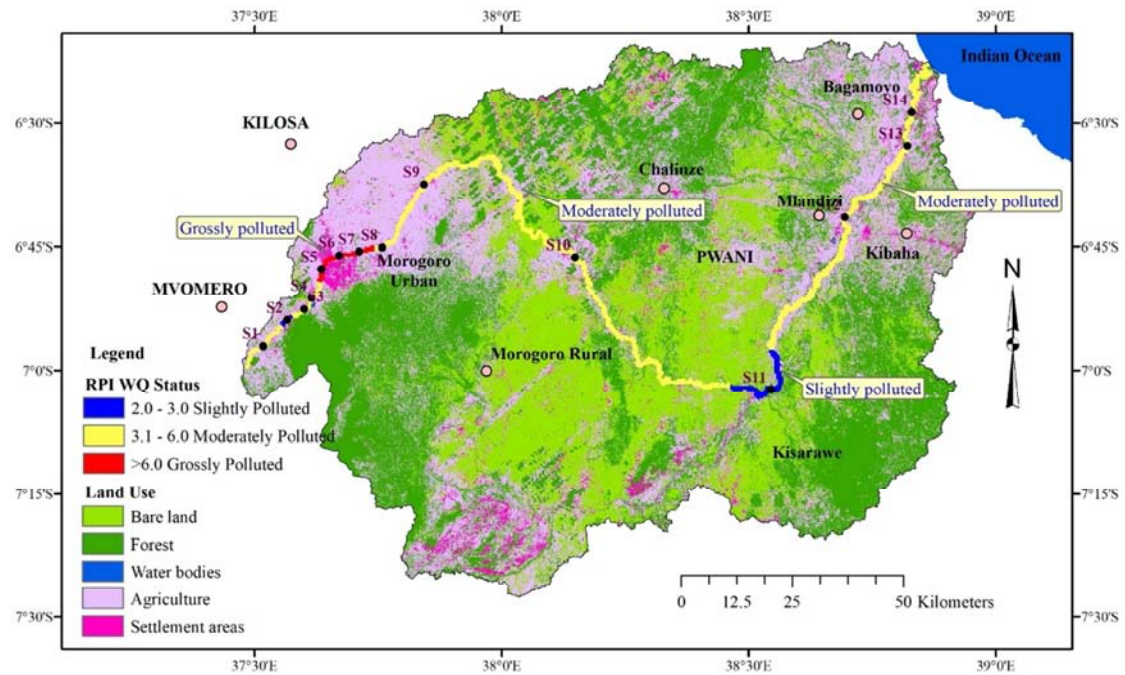 37°30'E 38°0'E 38°30'E 39°0'E
Indian Ocean
Bagamoyo
S14
6°30'S 6°30'S
KILOSA
S13
Chalinze
S9
Mlandizi
Moderately polluted
Moderately polluted
Grossly polluted
S8
S7
S6
S10
6°45'S 6°45'S
S5
Morogoro
Urban
PWANI
Kibaha
N
S4
MVOMERO
S2
S1
Legend
Morogoro Rural
7°0'S 7°0'S
S11
Slightly polluted
RPI WQ Status
2.0 - 3.0 Slightly Polluted
3.1 - 6.0 Moderately Polluted
>6.0 Grossly Polluted
Kisarawe
Land Use
7°15'S 7°15'S
Bare land
Forest
Water bodies
Agriculture
Settlement areas
0 12.5 25 50 Kilometers
7°30'S 7°30'S
37°30'E 38°0'E 38°30'E 39°0'E